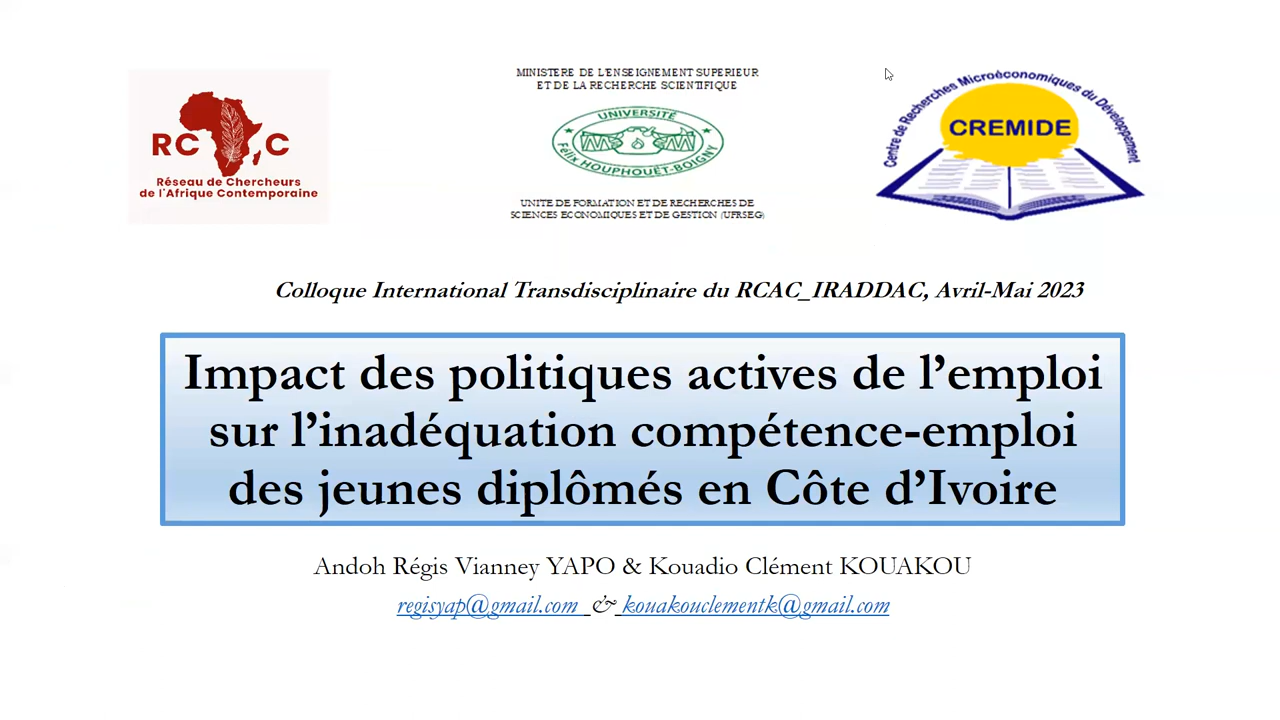 RC C
Réseau de Chercheurs
de l'Afrique Contemporaine
MINISTERE DE L'ENSEIGNEMENT SUPERIEUR
ET DE LA RECHERCHE SCIENTIFIQUE
UNIVERSITÉ
Félix HOUPHOUËT-BOIGNY
UNITE DE FORMATION ET DE RECHERCHES DE
SCIENCES ECONOMIQUES ET DE GESTION (UFRSEG)
Centre de Recherches Microéconomiques du Développement
CREMIDE
Colloque International Transdisciplinaire du RCAC_IRADDAC, Avril-Mai 2023
Impact des politiques actives de l’emploi
sur l’inadéquation compétence-emploi
des jeunes diplômés en Côte d’Ivoire
Andoh Régis Vianney YAPO & Kouadio Clément KOUAKOU
regisyap@gmail.com & kouakouclementk@gmail.com